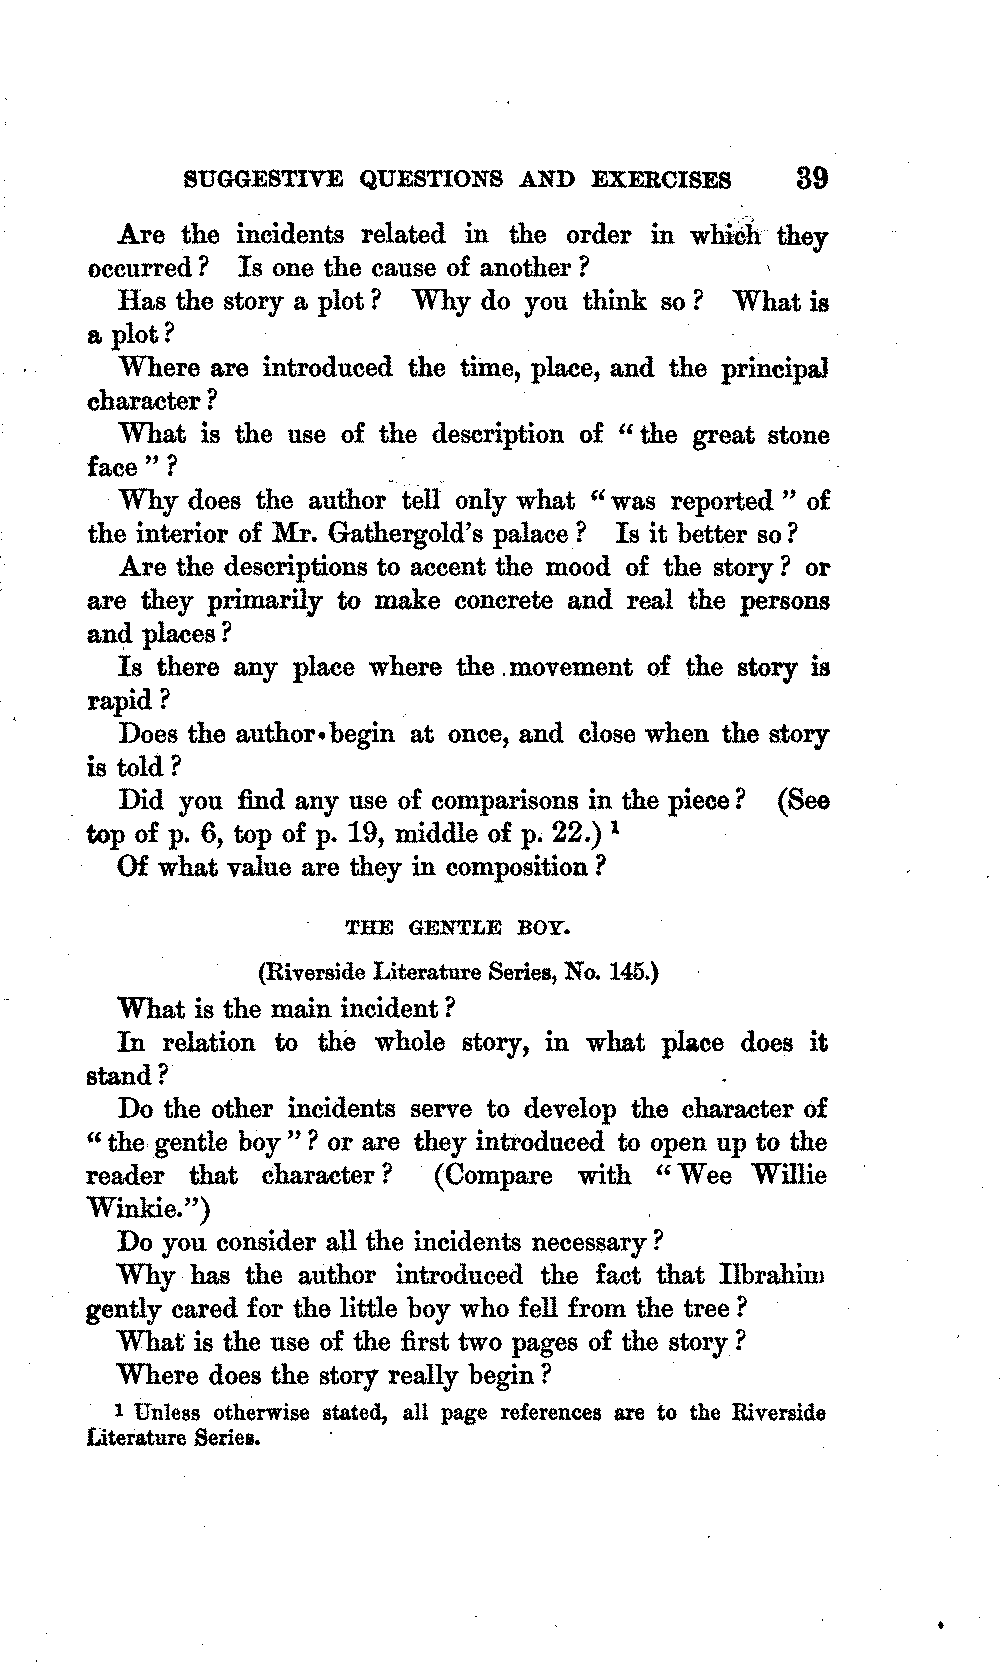 SUGGESTIVE QUESTIONS AND EXERCISES 39
Are the incidents related in the order in which they
occurred? Is one the cause of another?
Has the story a plot? Why do you think so? What is
a plot?
Where are introduced the time, place, and the principal
character?
What is the use of the description of "the great stone
face"?
Why does the author tell only what "was reported" of
the interior of Mr. Gathergold's palace? Is it better so?
Are the descriptions to accent the mood of the story? or
are they primarily to make concrete and real the persons
and places?
Is there any place where the movement of the story is
rapid?
Does the author begin at once, and close when the story
is told?
Did you find any use of comparisons in the piece? (See
top of p. 6, top of p. 19, middle of p. 22.) 1
Of what value are they in composition?
THE GENTLE BOY.
(Riverside Literature Series, No. 145.)
What is the main incident?
In relation to the whole story, in what place does it
stand?
Do the other incidents serve to develop the character of
"the gentle boy"? or are they introduced to open up to the
reader that character? (Compare with "Wee Willie
Winkie.")
Do you consider all the incidents necessary?
Why has the author introduced the fact that Ilbrahim
gently cared for the little boy who fell from the tree?
What is the use of the first two pages of the story?
Where does the story really begin?
1 Unless otherwise stated, all page references are to the Riverside
Literature Series.